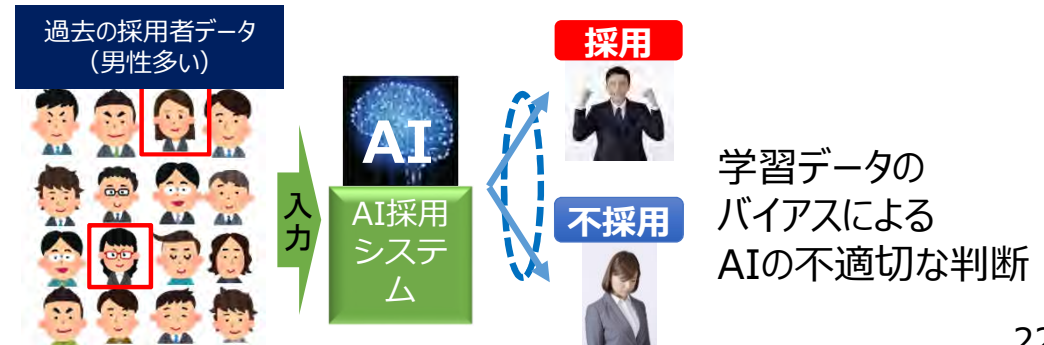 過去の採用者データ
（男性多い）
入
力
AI
AI採用
システ
ム
採用
不採用
学習データの
バイアスによる
AIの不適切な判断